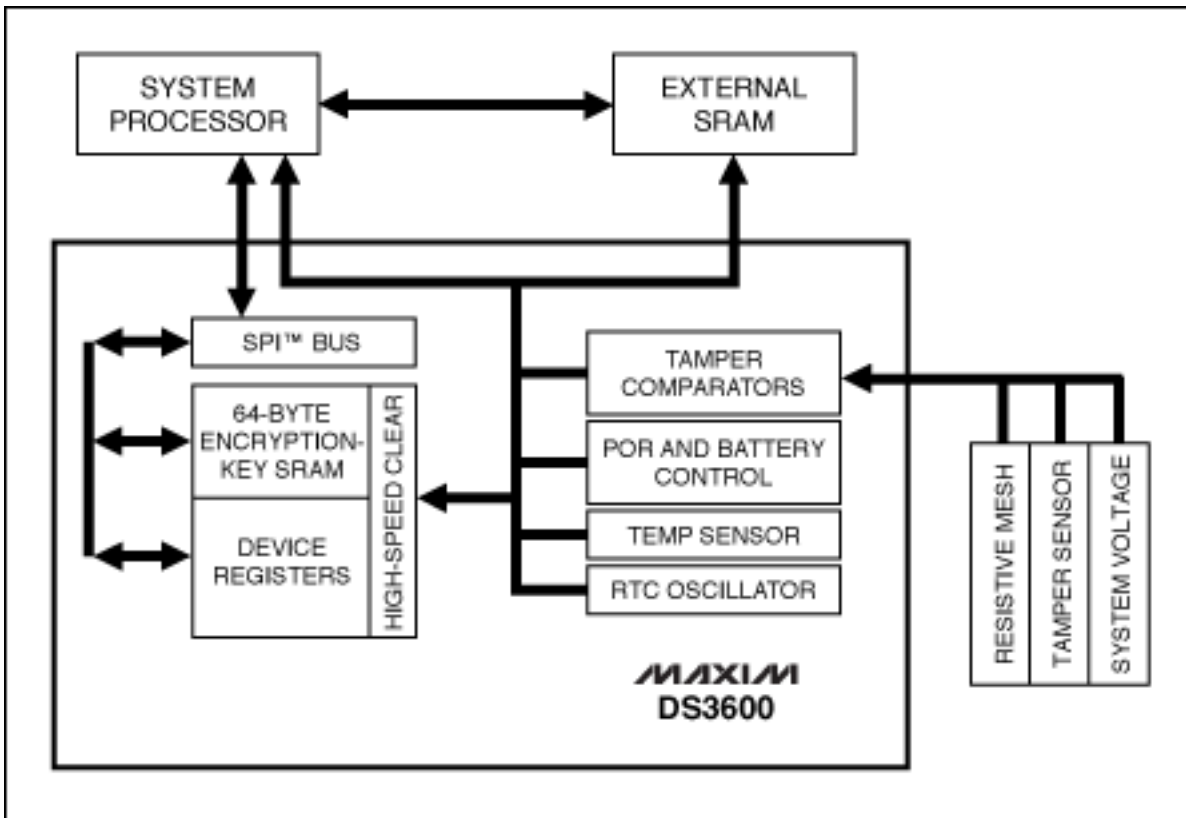 SYSTEM
PROCESSOR
EXTERNAL
SRAM
SPI™ BUS
64-BYTE
ENCRYPTION-
KEY SRAM
DEVICE
REGISTERS
HIGH-SPEED CLEAR
TAMPER
COMPARATORS
POR AND BATTERY
CONTROL
TEMP SENSOR
RTC OSCILLATOR
RESISTIVE MESH
TAMPER SENSOR
SYSTEM VOLTAGE
MAXIM
DS3600